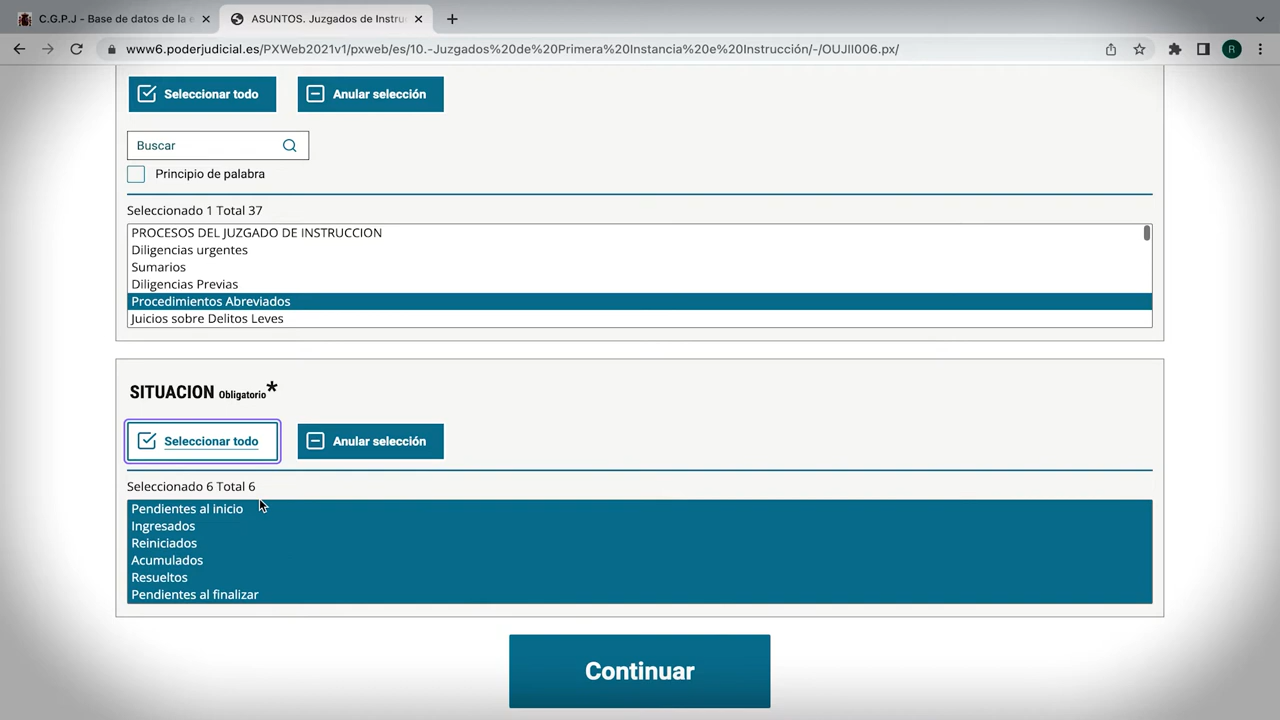 C.G.P.J - Base de datos de la e
ASUNTOS. Juzgados de Instru
www6.poderjudicial.es/PXWeb2021v1/pxweb/es/10.-Juzgados%20de%20Primera%20Instancia%20e%20Instrucción/-/OUJII006.px/
R
Seleccionar todo
Anular selección
Buscar
Principio de palabra
Seleccionado 1 Total 37
PROCESOS DEL JUZGADO DE INSTRUCCION
Diligencias urgentes
Sumarios
Diligencias Previas
Procedimientos Abreviados
Juicios sobre Delitos Leves
SITUACION Obligatorio*
Seleccionar todo
Anular selección
Seleccionado 6 Total 6
Pendientes al inicio
Ingresados
Reiniciados
Acumulados
Resueltos
Pendientes al finalizar
Continuar